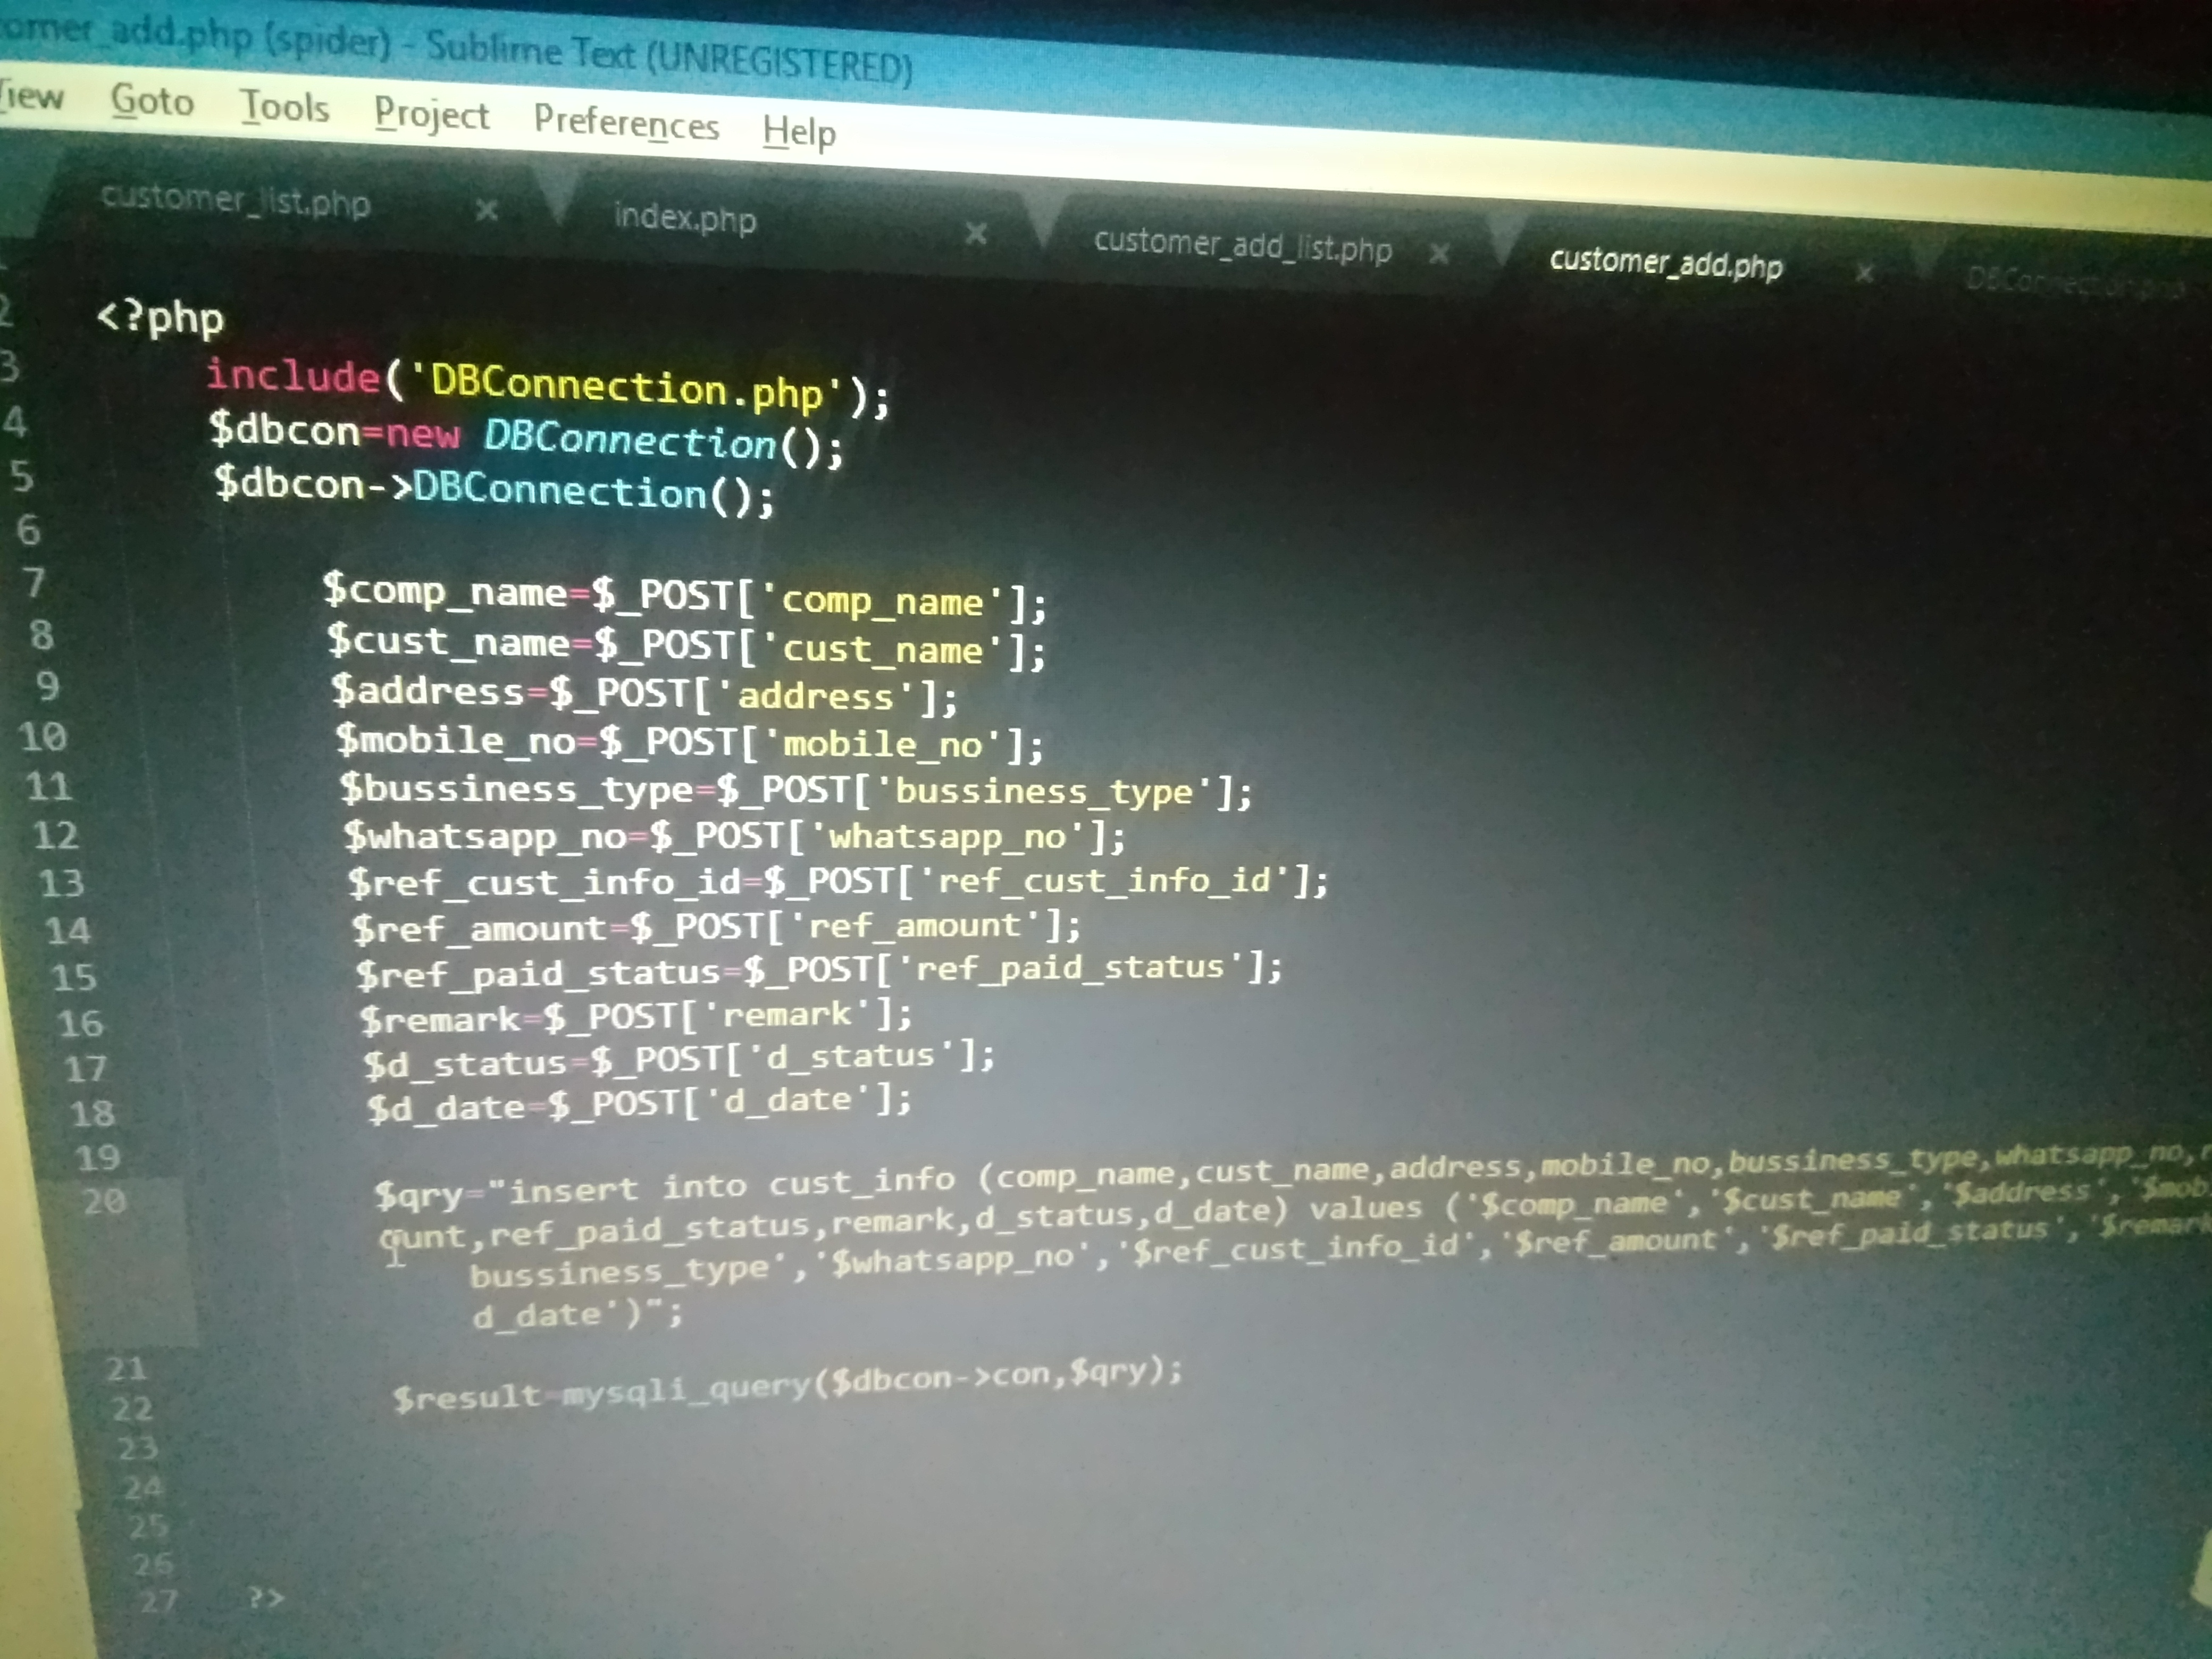 omer_add.php (spider) - Sublime Text (UNREGISTERED)
View Goto Tools Project Preferences Help
customer_list.php × index.php × customer_add_list.php × customer_add.php × DBConnection.php
1
2 <?php
3 include('DBConnection.php');
4 $dbcon=new DBConnection();
5 $dbcon->DBConnection();
6
7 $comp_name=$_POST['comp_name'];
8 $cust_name=$_POST['cust_name'];
9 $address=$_POST['address'];
10 $mobile_no=$_POST['mobile_no'];
11 $bussiness_type=$_POST['bussiness_type'];
12 $whatsapp_no=$_POST['whatsapp_no'];
13 $ref_cust_info_id=$_POST['ref_cust_info_id'];
14 $ref_amount=$_POST['ref_amount'];
15 $ref_paid_status=$_POST['ref_paid_status'];
16 $remark=$_POST['remark'];
17 $d_status=$_POST['d_status'];
18 $d_date=$_POST['d_date'];
19
20 $qry="insert into cust_info (comp_name,cust_name,address,mobile_no,bussiness_type,whatsapp_no,r
ount,ref_paid_status,remark,d_status,d_date) values ('$comp_name','$cust_name','$address','$mob
bussiness_type','$whatsapp_no','$ref_cust_info_id','$ref_amount','$ref_paid_status','$remark
d_date')";
21
22 $result=mysqli_query($dbcon->con,$qry);
23
24
25
26
27 ?>